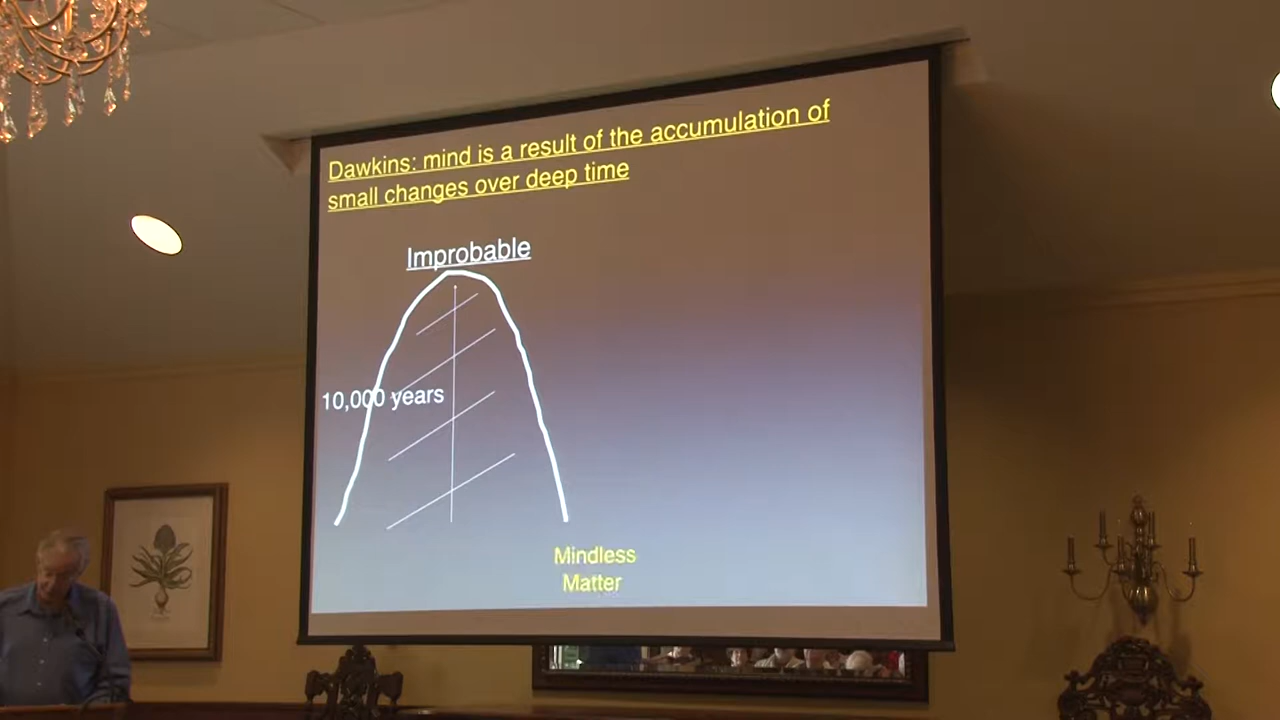 Dawkins: mind is a result of the accumulation of
small changes over deep time
Improbable
10,000 years
Mindless
Matter